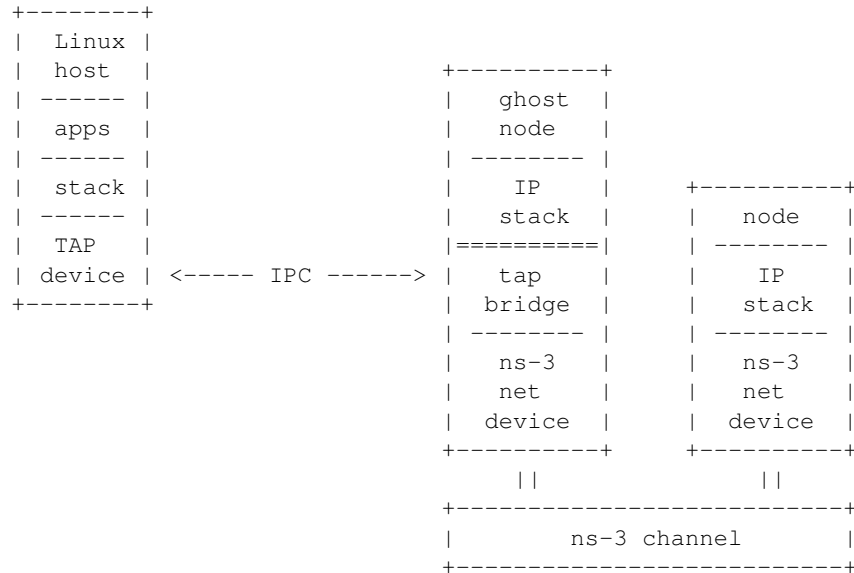 +--------+
|  Linux |
|  host  |                    +----------+
| ------ |                    |   ghost  |
|  apps  |                    |   node   |
| ------ |                    | -------- |
|  stack |                    |    IP    |     +----------+
| ------ |                    |   stack  |     |   node   |
|  TAP   |                    |==========|     | -------- |
| device | <----- IPC ------> |   tap    |     |    IP    |
+--------+                    |  bridge  |     |   stack  |
                              | -------- |     | -------- |
                              |   ns-3   |     |   ns-3   |
                              |   net    |     |   net    |
                              |  device  |     |  device  |
                              +----------+     +----------+
                                   ||               ||
                              +---------------------------+
                              |        ns-3 channel       |
                              +---------------------------+